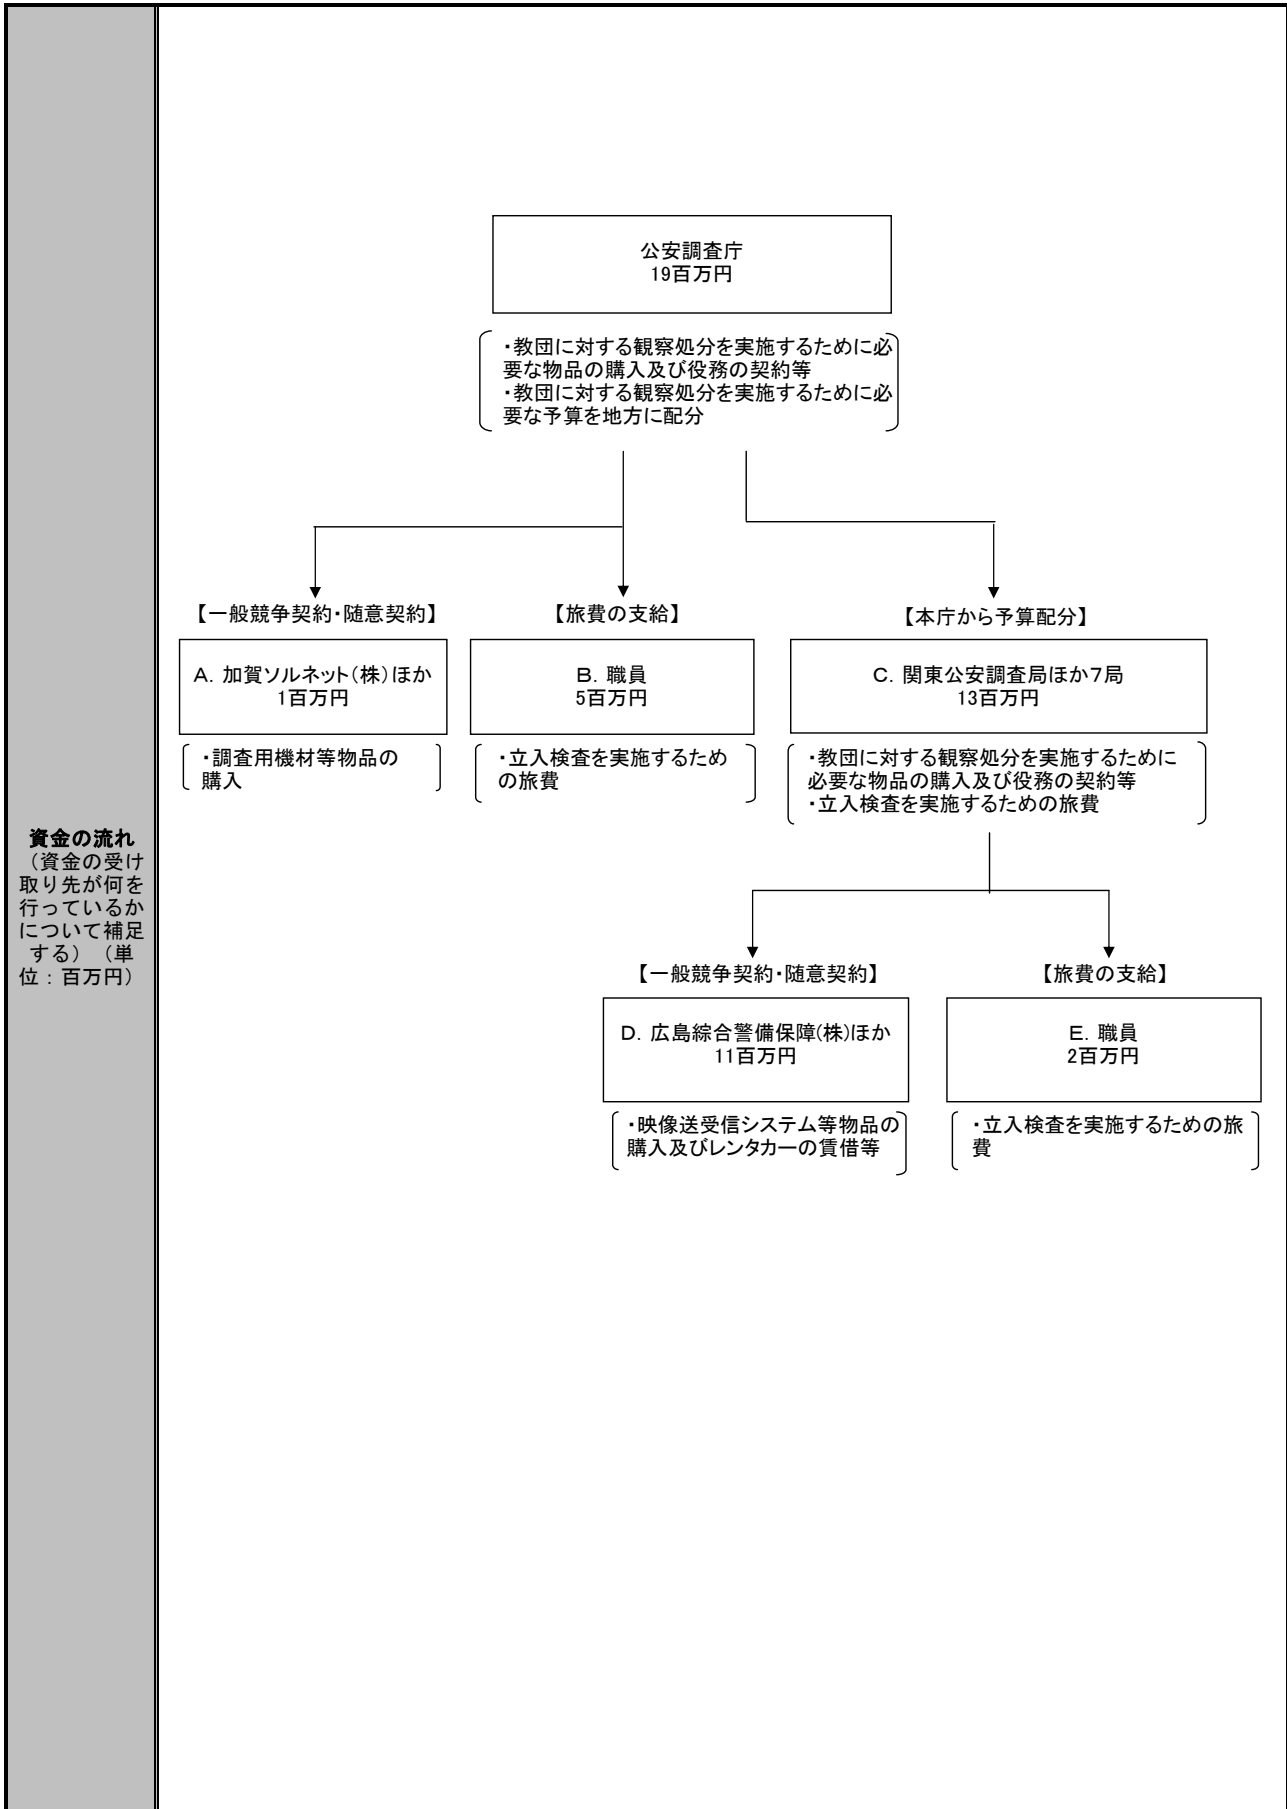 資金の流れ
（資金の受け
取り先が何を
行っているか
について補足
する）（単
位：百万円）
公安調査庁
19百万円
・教団に対する観察処分を実施するために必
要な物品の購入及び役務の契約等
・教団に対する観察処分を実施するために必
要な予算を地方に配分
【一般競争契約・随意契約】
A. 加賀ソルネット（株）ほか
1百万円
・調査用機材等物品の
購入
【旅費の支給】
B. 職員
5百万円
・立入検査を実施するため
の旅費
【本庁から予算配分】
C. 関東公安調査局ほか７局
13百万円
・教団に対する観察処分を実施するために
必要な物品の購入及び役務の契約等
・立入検査を実施するための旅費
【一般競争契約・随意契約】
D. 広島綜合警備保障(株)ほか
11百万円
・映像送受信システム等物品の
購入及びレンタカーの賃借等
【旅費の支給】
E. 職員
2百万円
・立入検査を実施するための旅
費